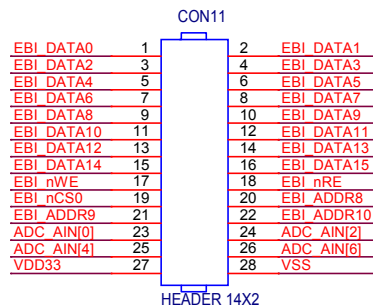 CON11
EBI_DATA0 1 2 EBI_DATA1
EBI_DATA2 3 4 EBI_DATA3
EBI_DATA4 5 6 EBI_DATA5
EBI_DATA6 7 8 EBI_DATA7
EBI_DATA8 9 10 EBI_DATA9
EBI_DATA10 11 12 EBI_DATA11
EBI_DATA12 13 14 EBI_DATA13
EBI_DATA14 15 16 EBI_DATA15
EBI_nWE 17 18 EBI_nRE
EBI_nCS0 19 20 EBI_ADDR8
EBI_ADDR9 21 22 EBI_ADDR10
ADC_AIN[0] 23 24 ADC_AIN[2]
ADC_AIN[4] 25 26 ADC_AIN[6]
VDD33 27 28 VSS
HEADER 14X2